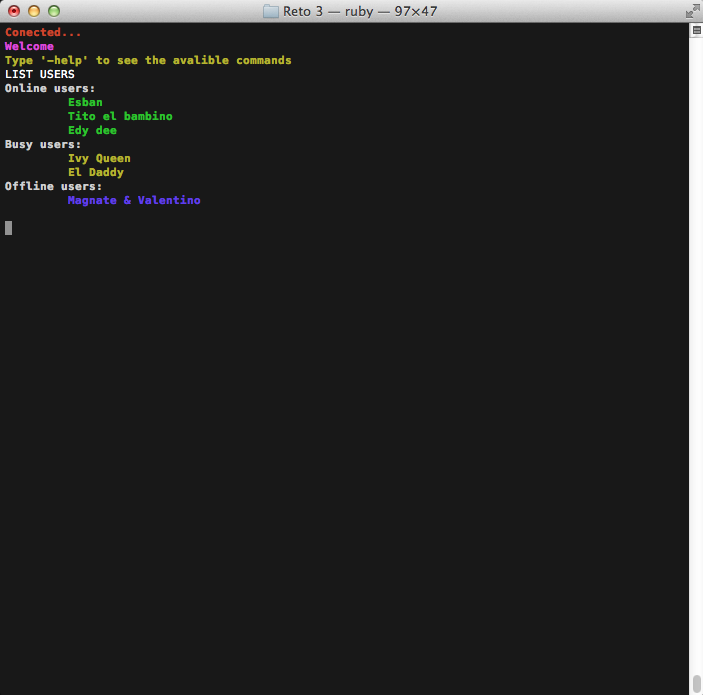 Reto 3 — ruby — 97×47
Conected...
Welcome
Type '—help' to see the avalible commands
LIST USERS
Online users:
Esban
Tito el bambino
Edy dee
Busy users:
Ivy Queen
El Daddy
Offline users:
Magnate & Valentino